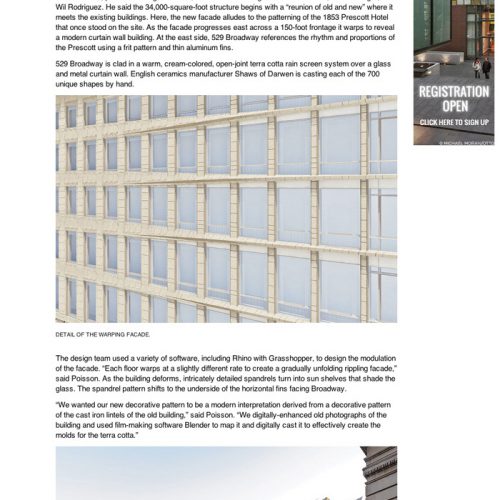 Wil Rodriguez. He said the 34,000-square-foot structure begins with a “reunion of old and new” where it
meets the existing buildings. Here, the new facade alludes to the patterning of the 1853 Prescott Hotel
that once stood on the site. As the facade progresses east across a 150-foot frontage it warps to reveal
a modern curtain wall building. At the east side, 529 Broadway references the rhythm and proportions of
the Prescott using a frit pattern and thin aluminum fins.
529 Broadway is clad in a warm, cream-colored, open-joint terra cotta rain screen system over a glass
and metal curtain wall. English ceramics manufacturer Shaws of Darwen is casting each of the 700
unique shapes by hand.
REGISTRATION
OPEN
CLICK HERE TO SIGN UP
© MICHAEL MORAN/OTTO
DETAIL OF THE WARPING FACADE.
The design team used a variety of software, including Rhino with Grasshopper, to design the modulation
of the facade. “Each floor warps at a slightly different rate to create a gradually unfolding rippling facade,”
said Poisson. As the building deforms, intricately detailed spandrels turn into sun shelves that shade the
glass. The spandrel pattern shifts to the underside of the horizontal fins facing Broadway.
“We wanted our new decorative pattern to be a modern interpretation derived from a decorative pattern
of the cast iron lintels of the old building,” said Poisson. “We digitally-enhanced old photographs of the
building and used film-making software Blender to map it and digitally cast it to effectively create the
molds for the terra cotta.”